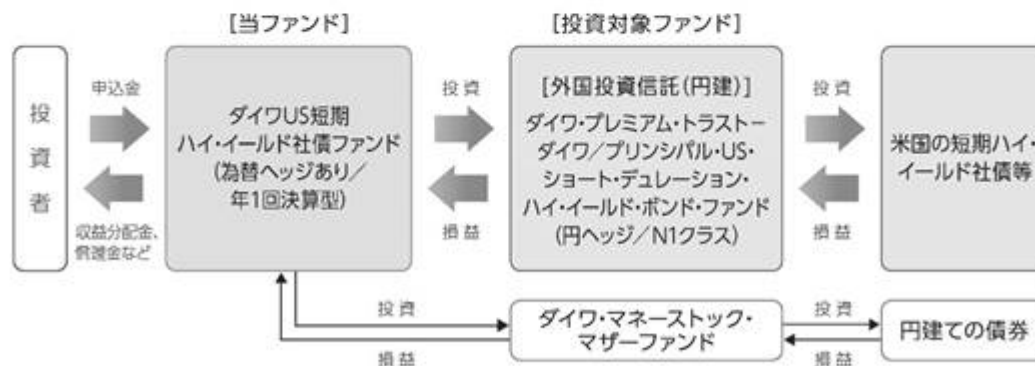 [当ファンド]
[投資対象ファンド]
投資者
申込金
収益分配金、
償還金など
ダイワUS短期
ハイ・イールド社債ファンド
(為替ヘッジあり／
年1回決算型)
投資
損益
[外国投資信託(円建)]
ダイワ・プレミアム・トラスト－
ダイワ／プリンシパル・US・
ショート・デュレーション・
ハイ・イールド・ボンド・ファンド
(円ヘッジ／N1クラス)
投資
損益
米国の短期ハイ・
イールド社債等
投資
損益
ダイワ・マネーストック・
マザーファンド
投資
損益
円建ての債券